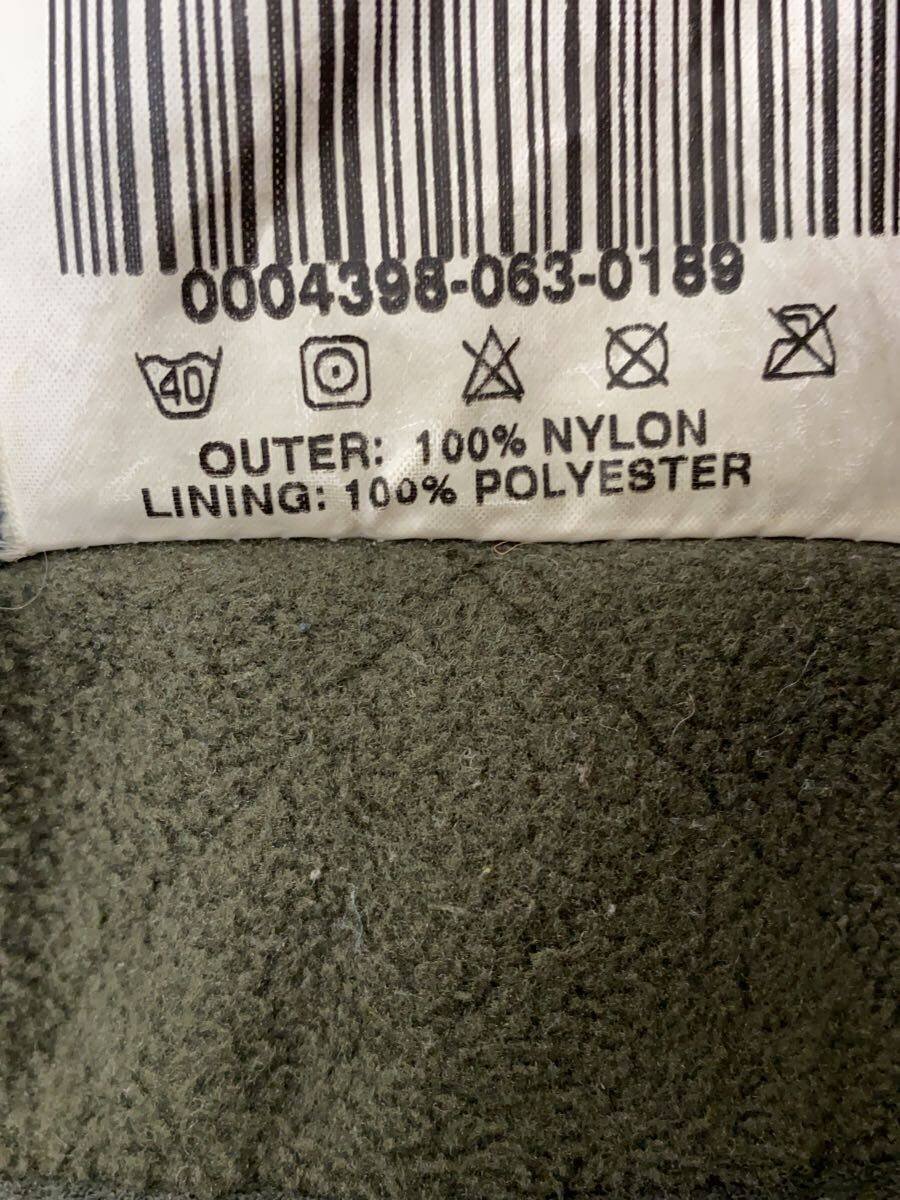 0004398-063-0189
40
OUTER: 100% NYLON
LINING: 100% POLYESTER